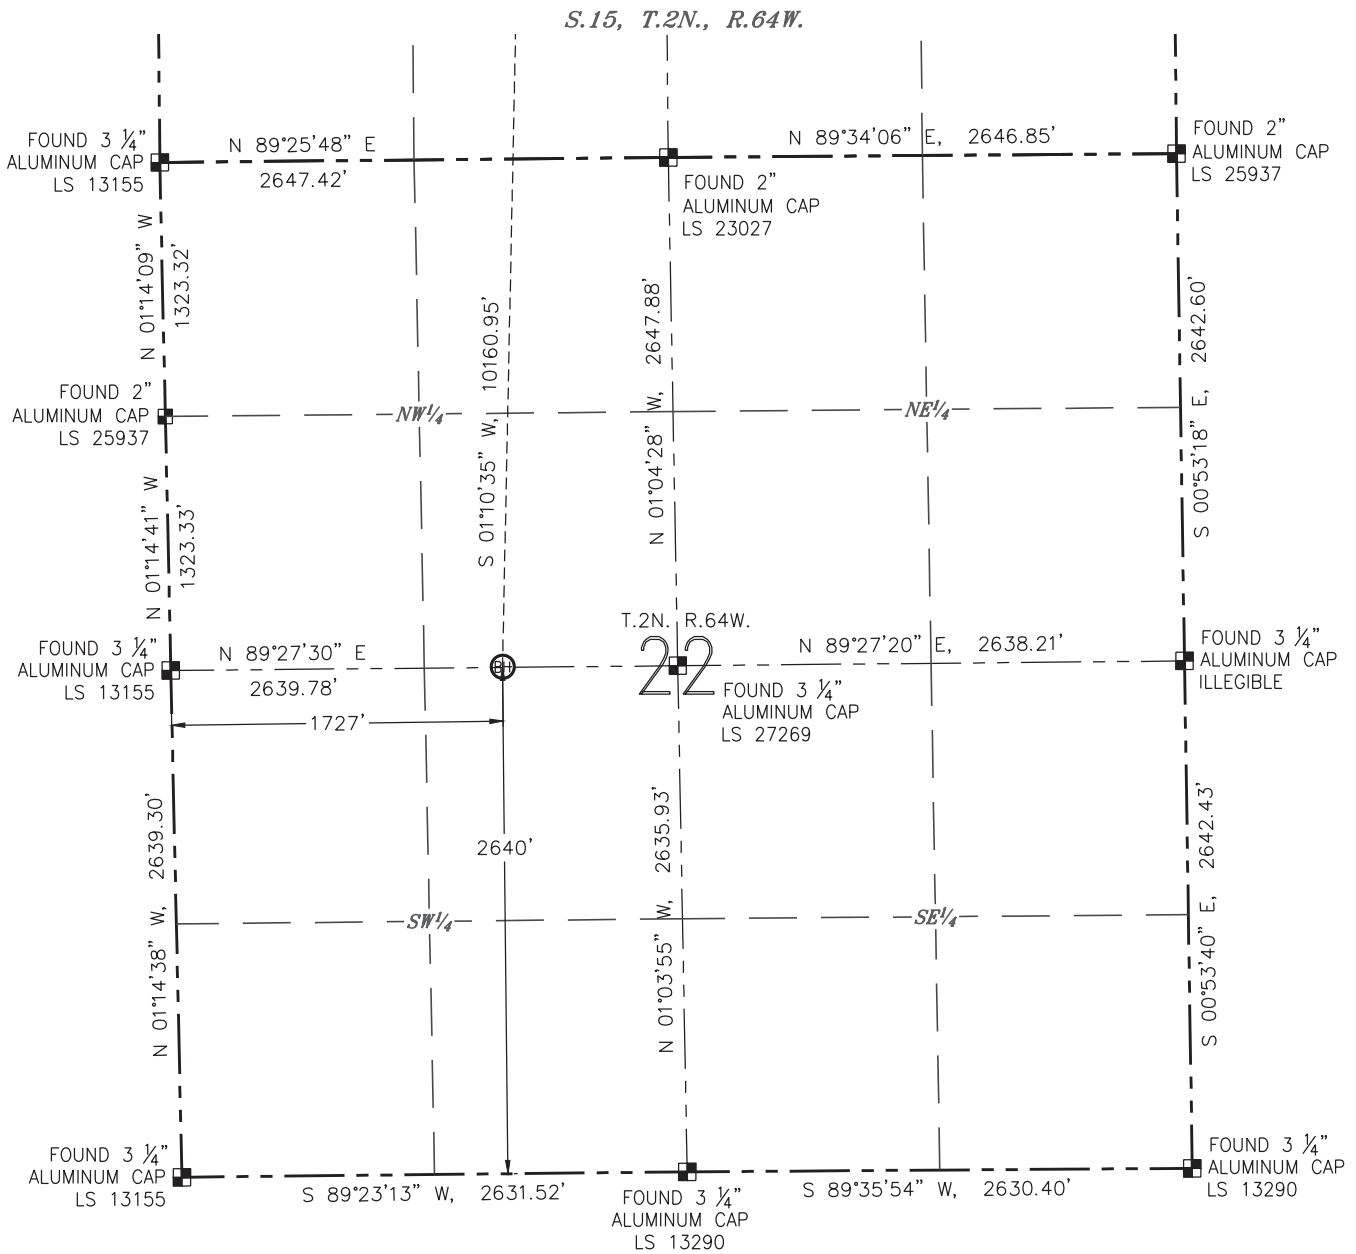 S.15, T.2N., R.64W.
FOUND 3 ¼"
ALUMINUM CAP
LS 13155
N 89°25'48" E
2647.42'
N 89°34'06" E, 2646.85'
FOUND 2"
ALUMINUM CAP
LS 25937
FOUND 2"
ALUMINUM CAP
LS 23027
N 01°14'09" W
1323.32'
S 01°10'35" W, 10160.95'
N 01°04'28" W, 2647.88'
S 00°53'18" E, 2642.60'
FOUND 2"
ALUMINUM CAP
LS 25937
NW¼
NE¼
N 01°14'41" W
1323.33'
T.2N. R.64W.
22
FOUND 3 ¼"
ALUMINUM CAP
LS 13155
N 89°27'30" E
2639.78'
BH
N 89°27'20" E, 2638.21'
FOUND 3 ¼"
ALUMINUM CAP
ILLEGIBLE
FOUND 3 ¼"
ALUMINUM CAP
LS 27269
1727'
N 01°14'38" W, 2639.30'
2640'
N 01°03'55" W, 2635.93'
S 00°53'40" E, 2642.43'
SW¼
SE¼
FOUND 3 ¼"
ALUMINUM CAP
LS 13155
S 89°23'13" W, 2631.52'
FOUND 3 ¼"
ALUMINUM CAP
LS 13290
S 89°35'54" W, 2630.40'
FOUND 3 ¼"
ALUMINUM CAP
LS 13290